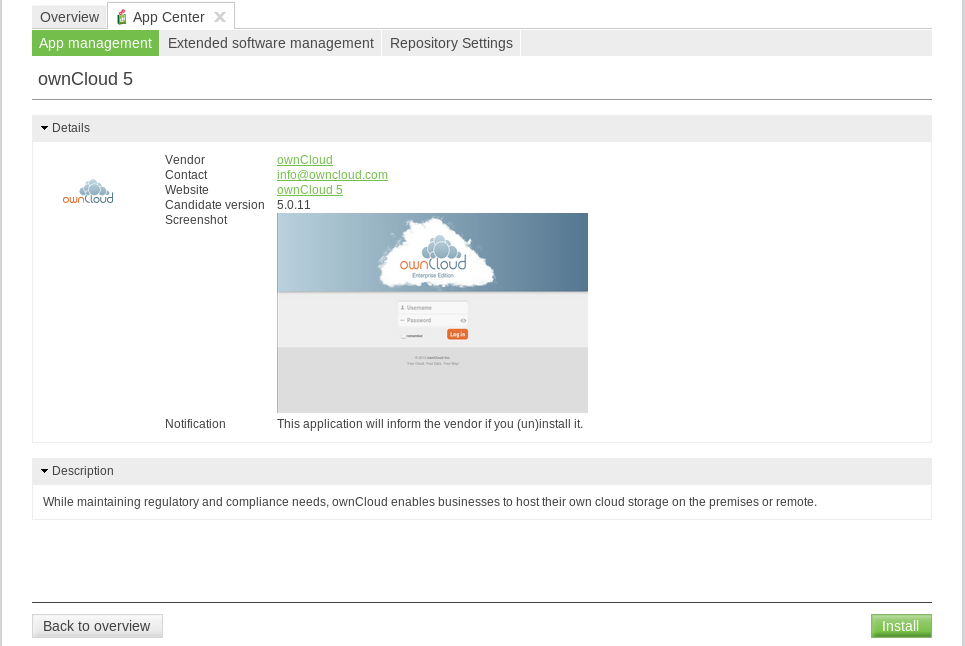 Overview App Center
App management Extended software management Repository Settings
ownCloud 5
Details
ownCloud
Vendor ownCloud
Contact info@owncloud.com
Website ownCloud 5
Candidate version 5.0.11
Screenshot
ownCloud
Enterprise Edition
Username
Password
remember Log in
Notification This application will inform the vendor if you (un)install it.
Description
While maintaining regulatory and compliance needs, ownCloud enables businesses to host their own cloud storage on the premises or remote.
Back to overview Install